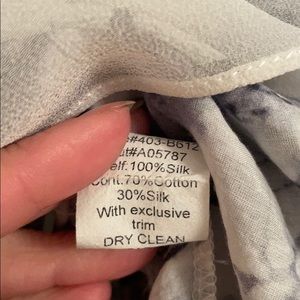 #403-B612
#A05787
elf:100%Silk
Cont:70%Cotton
30%Silk
With exclusive
trim
DRY CLEAN